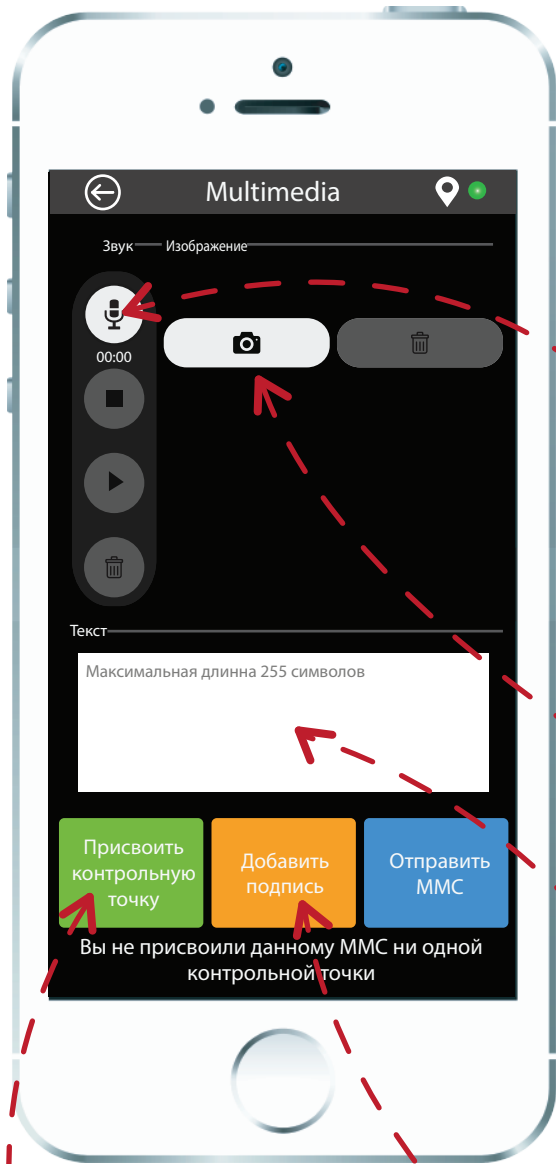 Multimedia
Звук Изображение
00:00
Текст
Максимальная длинна 255 символов
Присвоить
контрольную
точку
Добавить
подпись
Отправить
ММС
Вы не присвоили данному ММС ни одной
контрольной точки